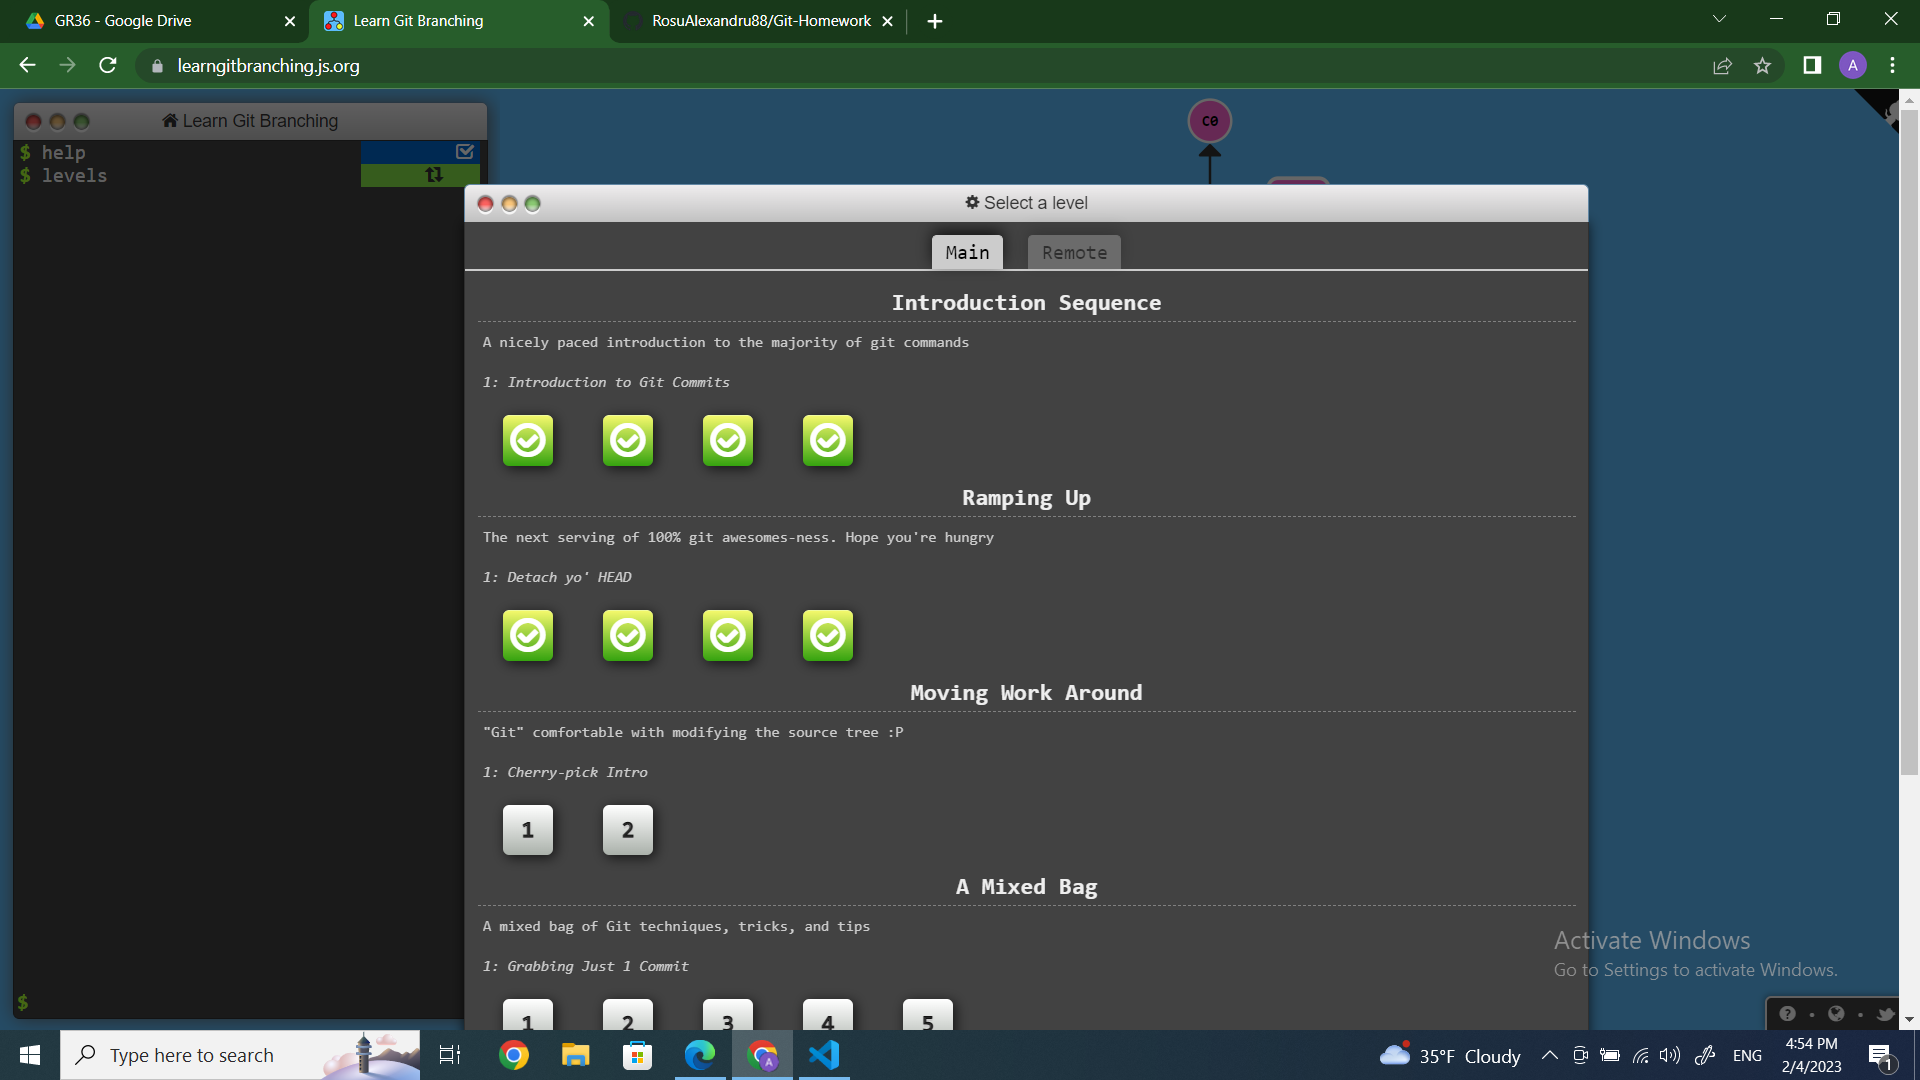 GR36 - Google Drive
Learn Git Branching
RosuAlexandru88/Git-Homework
learngitbranching.js.org
A
Learn Git Branching
$ help
$ levels
C0
Select a level
Main
Remote
Introduction Sequence
A nicely paced introduction to the majority of git commands
1: Introduction to Git Commits
Ramping Up
The next serving of 100% git awesomes-ness. Hope you're hungry
1: Detach yo' HEAD
Moving Work Around
"Git" comfortable with modifying the source tree :P
1: Cherry-pick Intro
1 2
A Mixed Bag
A mixed bag of Git techniques, tricks, and tips
1: Grabbing Just 1 Commit
1 2 3 4 5
$
Activate Windows
Go to Settings to activate Windows.
Type here to search
A
35°F Cloudy
ENG
4:54 PM
2/4/2023
1